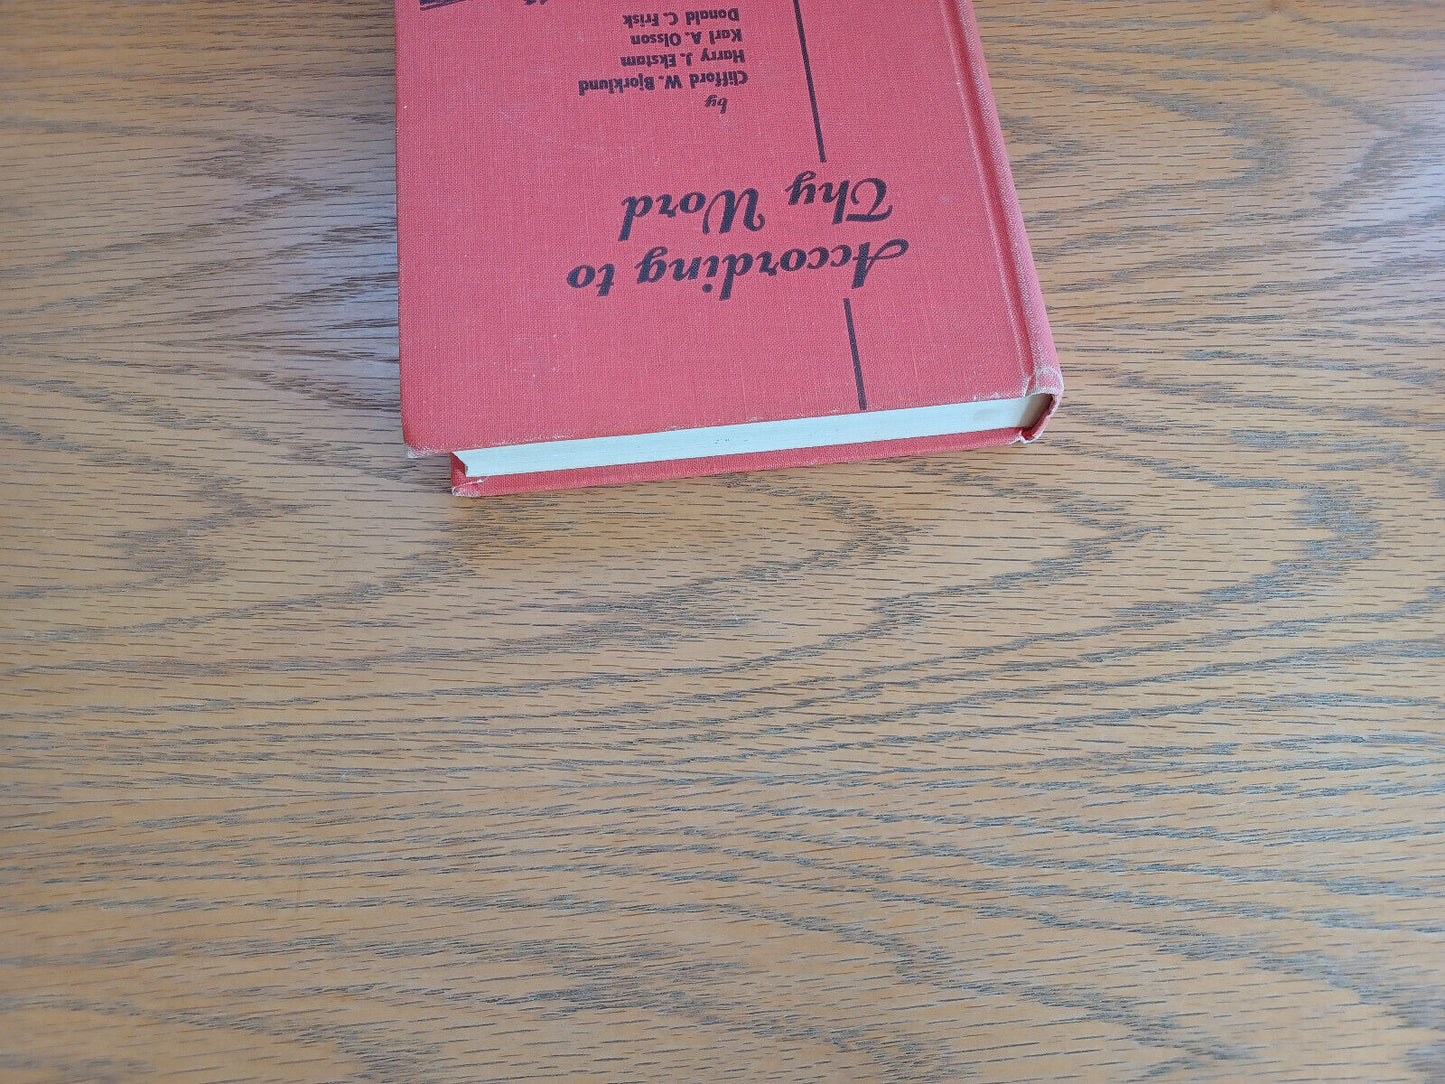 According to
Thy Word
by
Clifford W. Bjorklund
Harry J. Ekstam
Karl A. Olsson
Donald C. Frisk